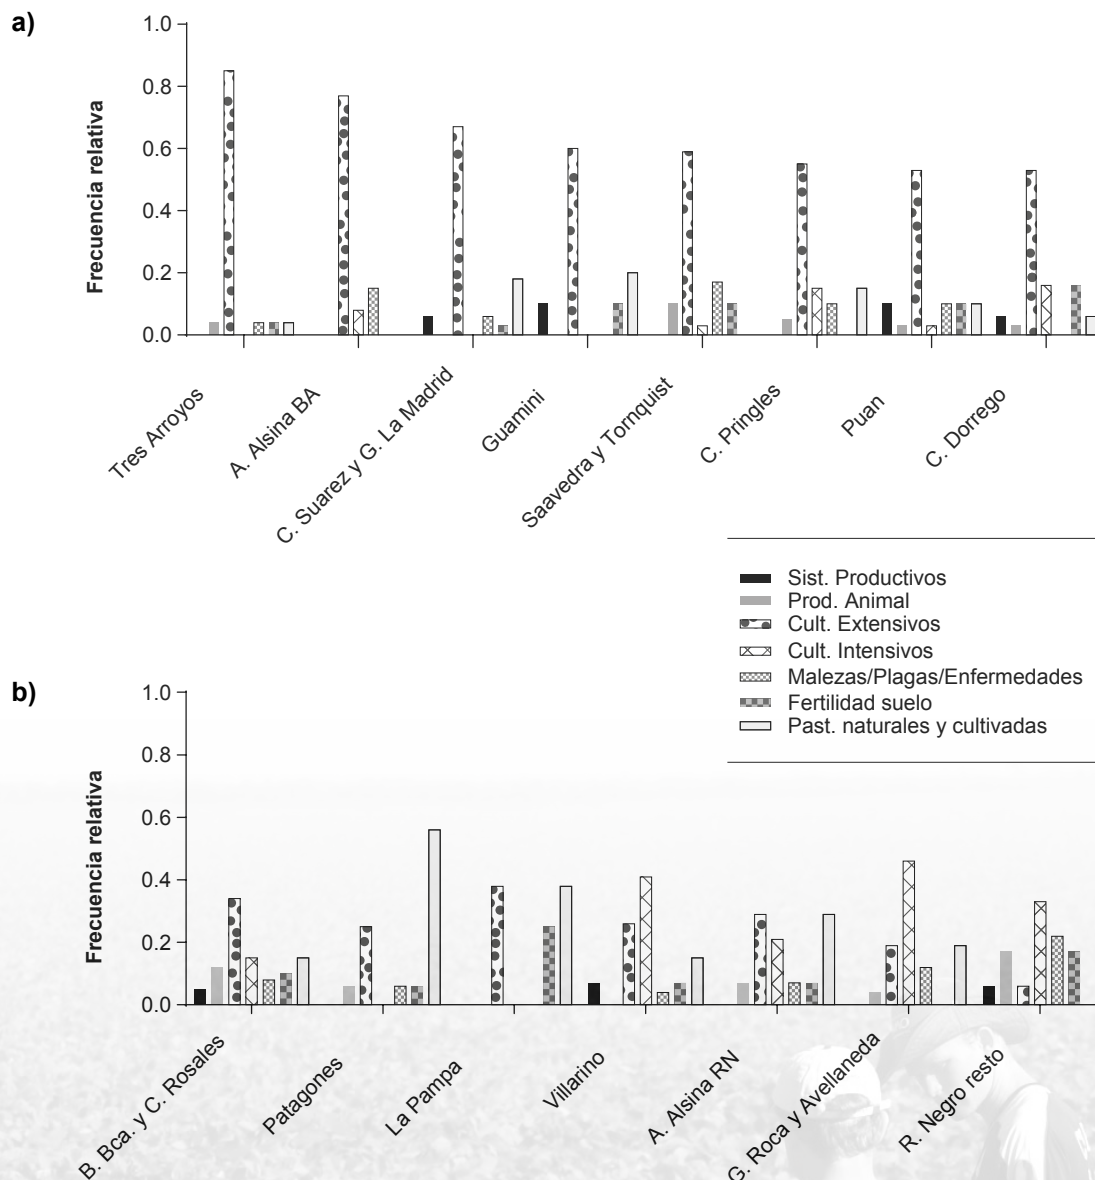 a)
Frecuencia relativa
1.0
0.8
0.6
0.4
0.2
0.0
Tres Arroyos
A. Alsina BA
C. Suarez y G. La Madrid
Guamini
Saavedra y Tornquist
C. Pringles
Puan
C. Dorrego
Sist. Productivos
Prod. Animal
Cult. Extensivos
Cult. Intensivos
Malezas/Plagas/Enfermedades
Fertilidad suelo
Past. naturales y cultivadas
b)
Frecuencia relativa
1.0
0.8
0.6
0.4
0.2
0.0
B. Bca. y C. Rosales
Patagones
La Pampa
Villarino
A. Alsina RN
G. Roca y Avellaneda
R. Negro resto